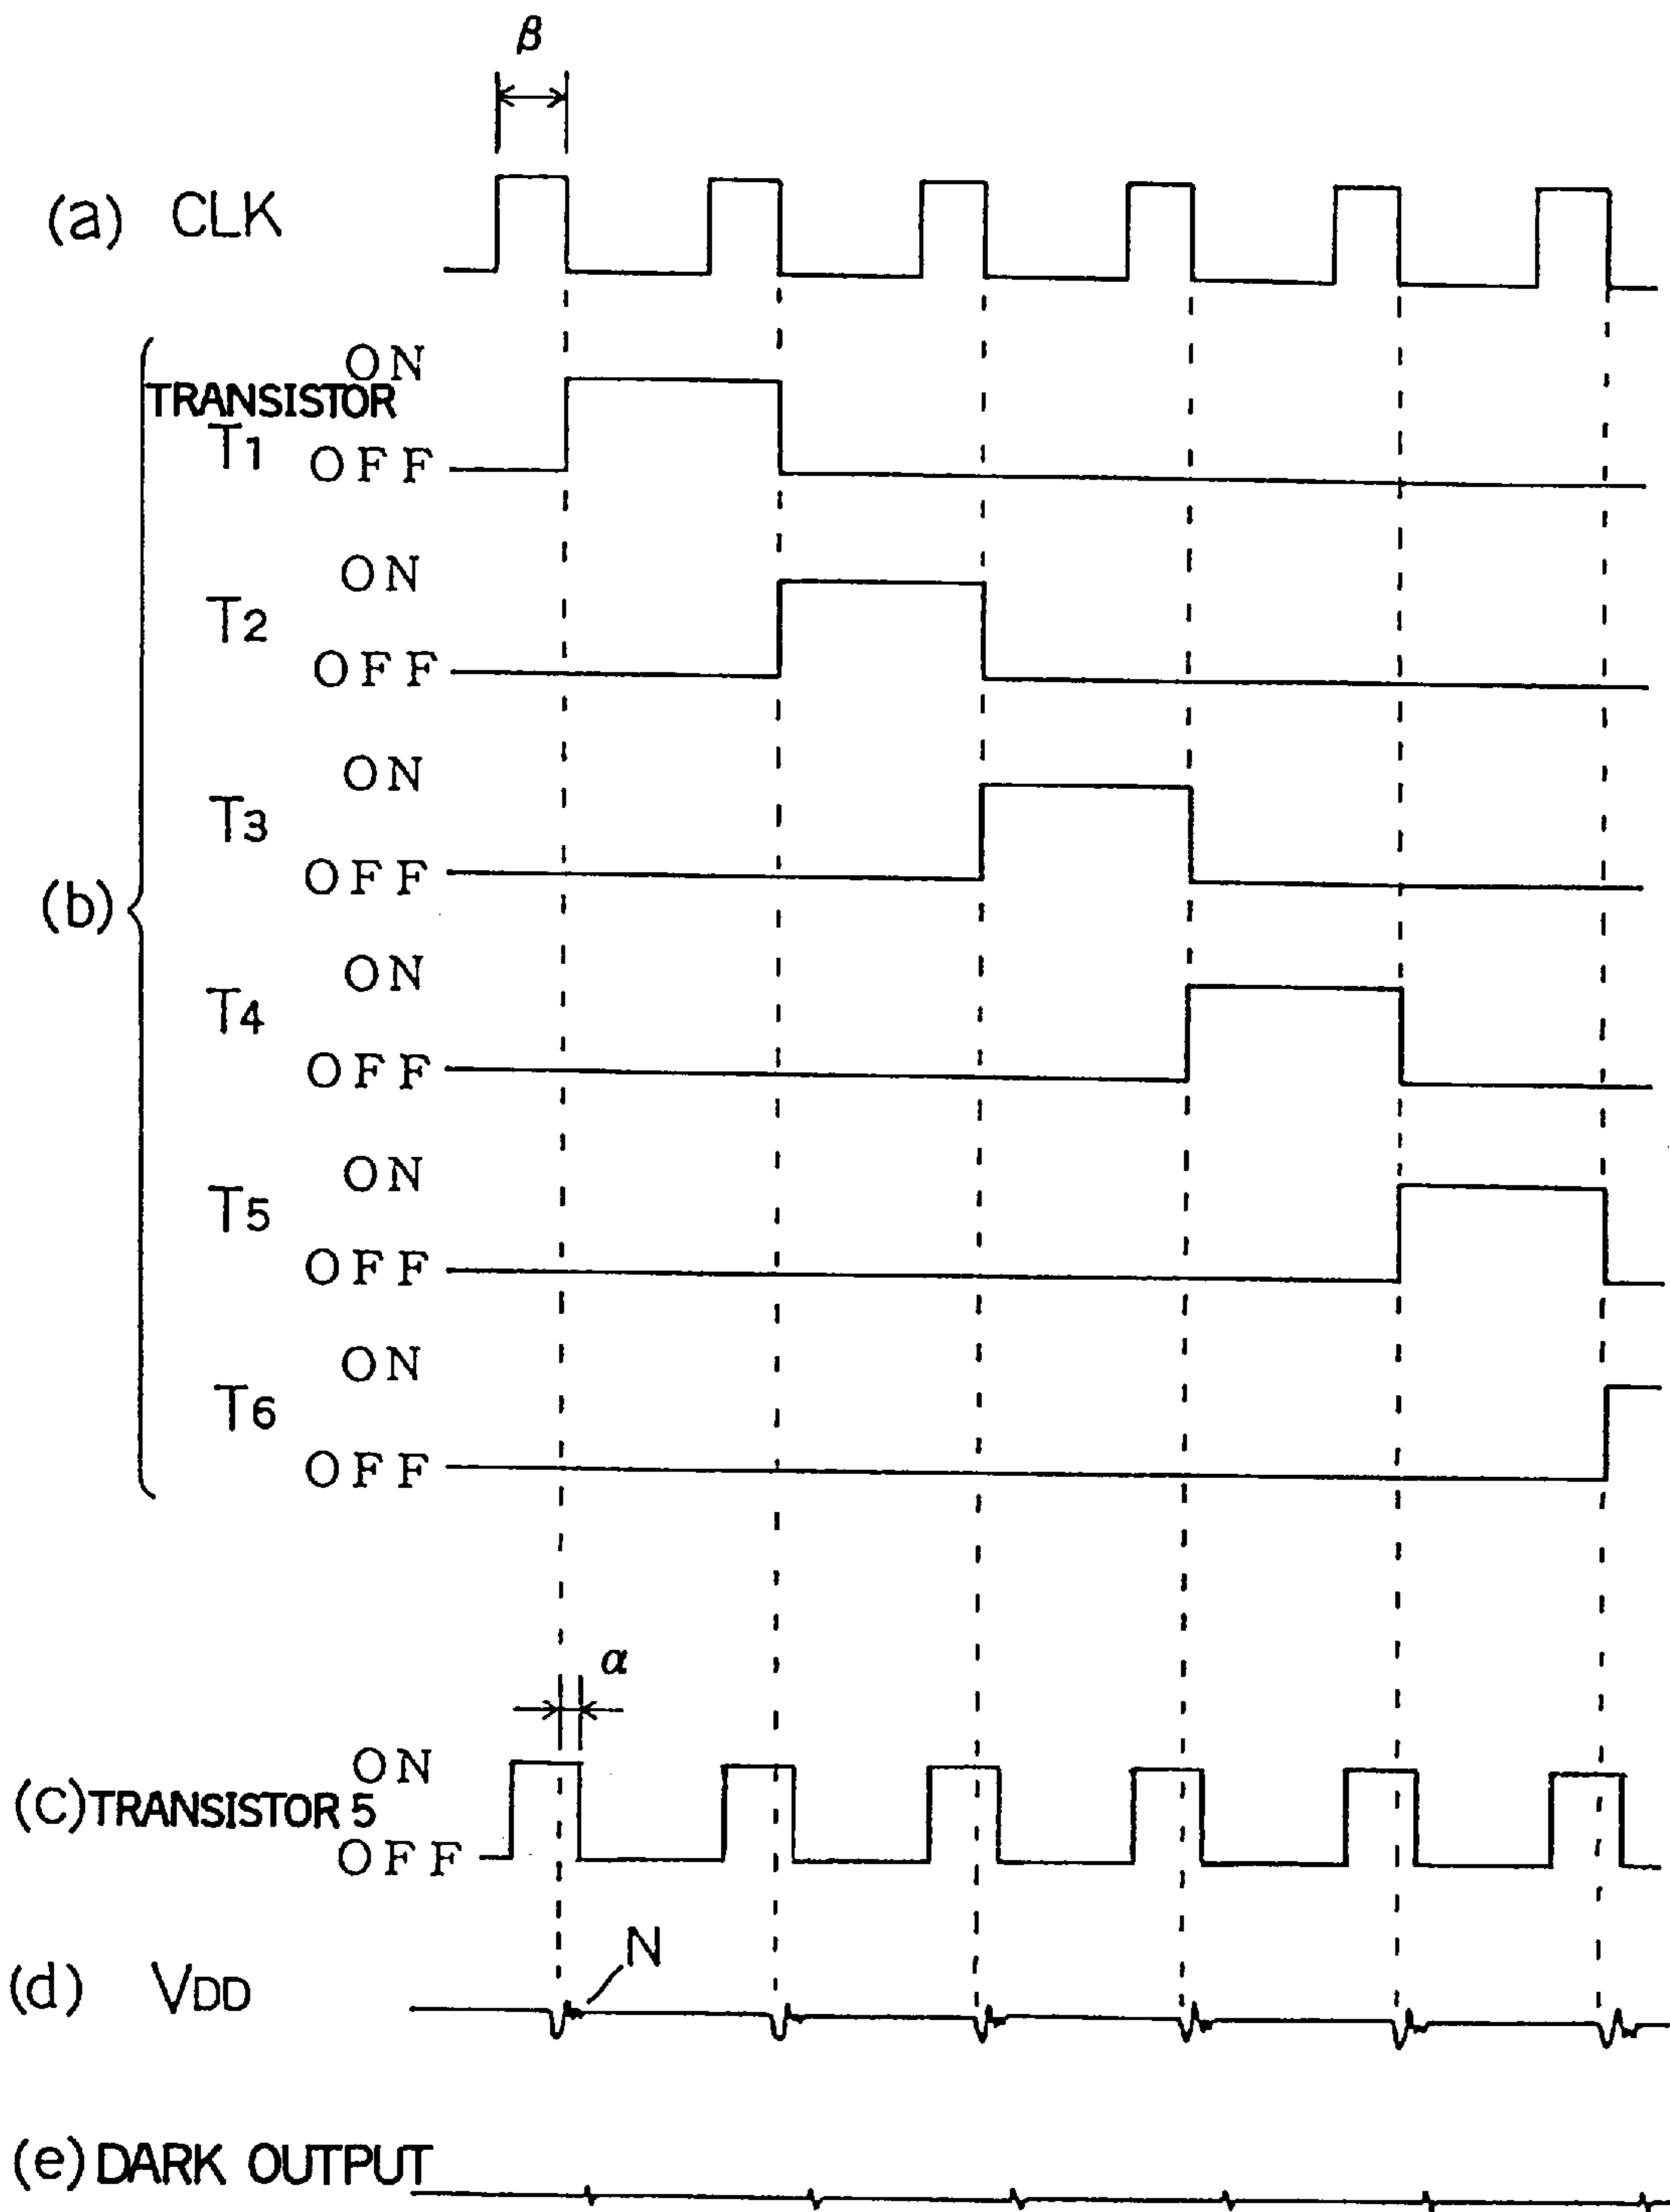 β
(a) CLK
ON
TRANSISTOR
T1 OFF
ON
T2
OFF
ON
T3
OFF
(b)
ON
T4
OFF
ON
T5
OFF
ON
T6
OFF
α
ON
(C) TRANSISTOR 5
OFF
N
(d) VDD
(e) DARK OUTPUT